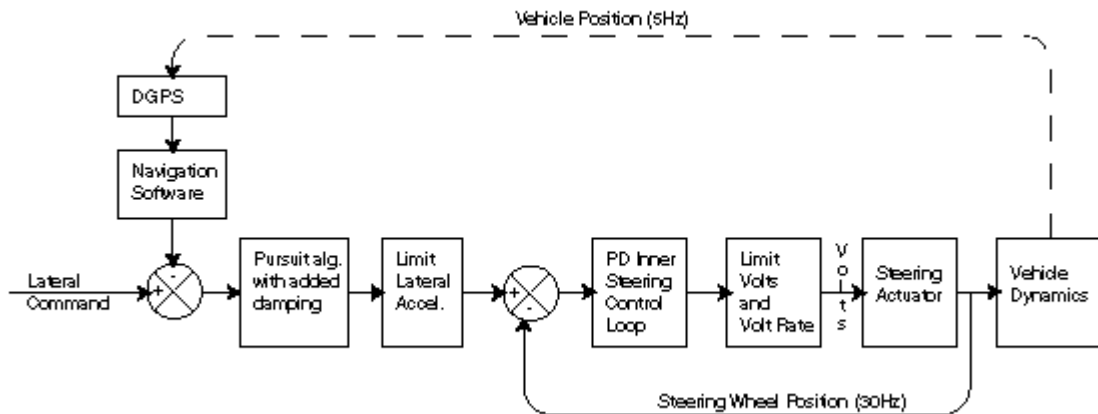 Vehicle Position (5Hz)
DGPS
Navigation
Software
Lateral
Command
-
+
Pursuit alg.
with added
damping
Limit
Lateral
Accel.
+
-
PD Inner
Steering
Control
Loop
Limit
Volts
and
Volt Rate
Volts
Steering
Actuator
Vehicle
Dynamics
Steering Wheel Position (30Hz)